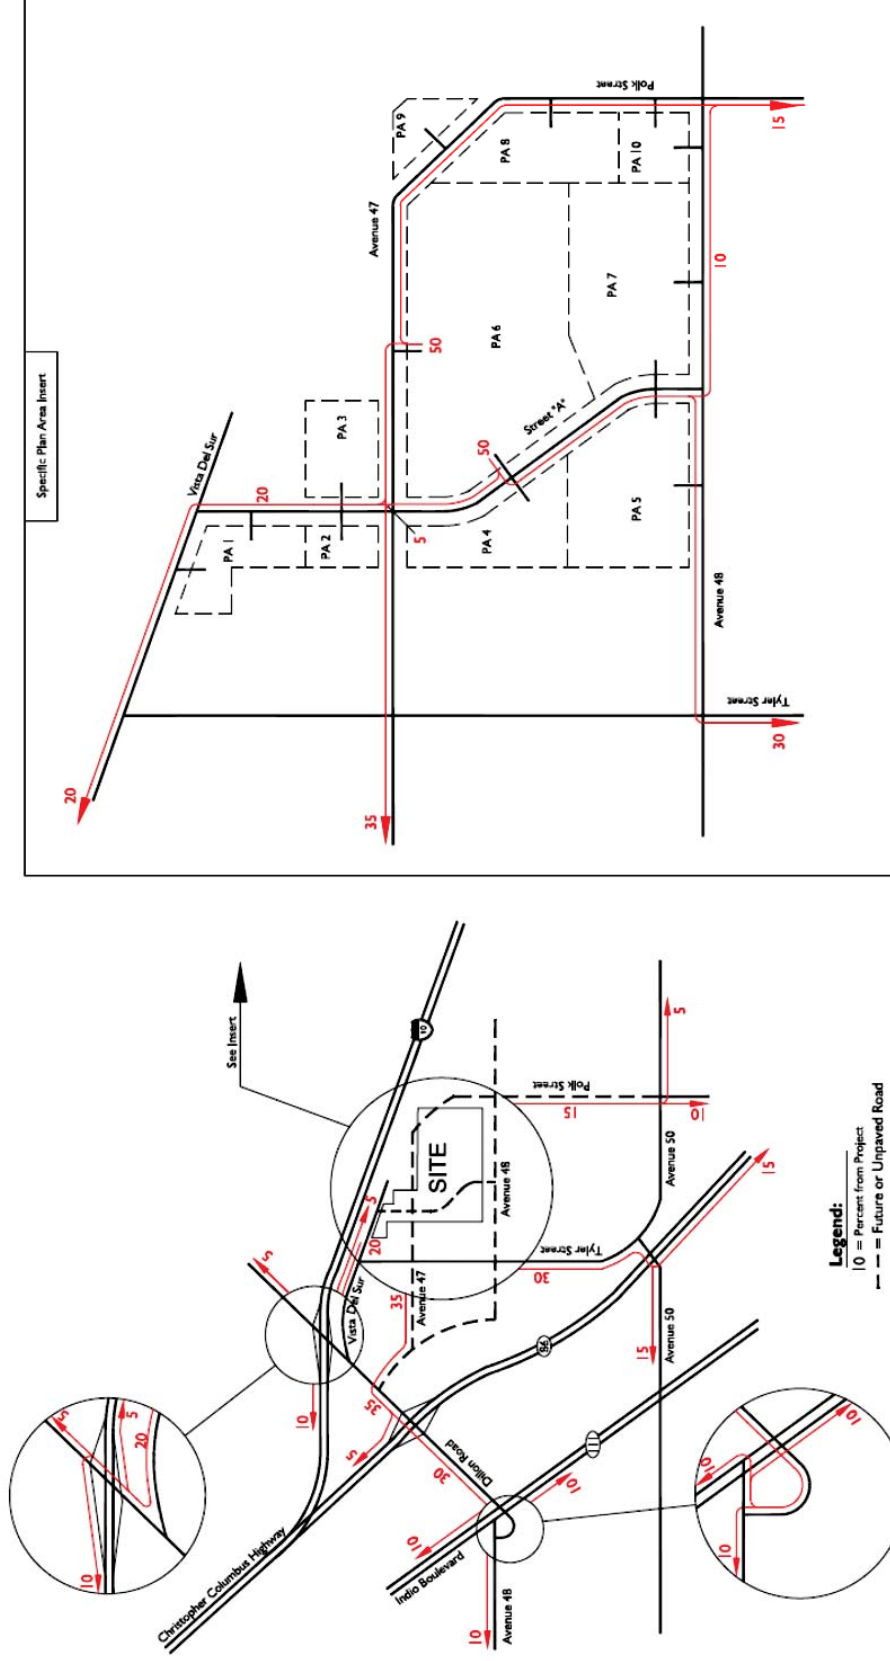 Specific Plan Area Insert
Vista Del Sur
20
20
PA 1
PA 2
PA 3
Avenue 47
PA 9
Polk Street
PA 8
PA 10
15
50
PA 6
PA 7
10
Street "A"
50
5
PA 4
PA 5
35
Avenue 48
Tyler Street
30
See Insert
10
SITE
Polk Street
15
10
5
Avenue 50
15
Avenue 48
Tyler Street
30
Avenue 47
35
20
5
Vista Del Sur
5
10
35
5
86
15
Avenue 50
30
Dillon Road
111
10
10
Indio Boulevard
Christopher Columbus Highway
10
Avenue 48
5
5
20
10
10
10
10
Legend:
10 = Percent from Project
= Future or Unpaved Road